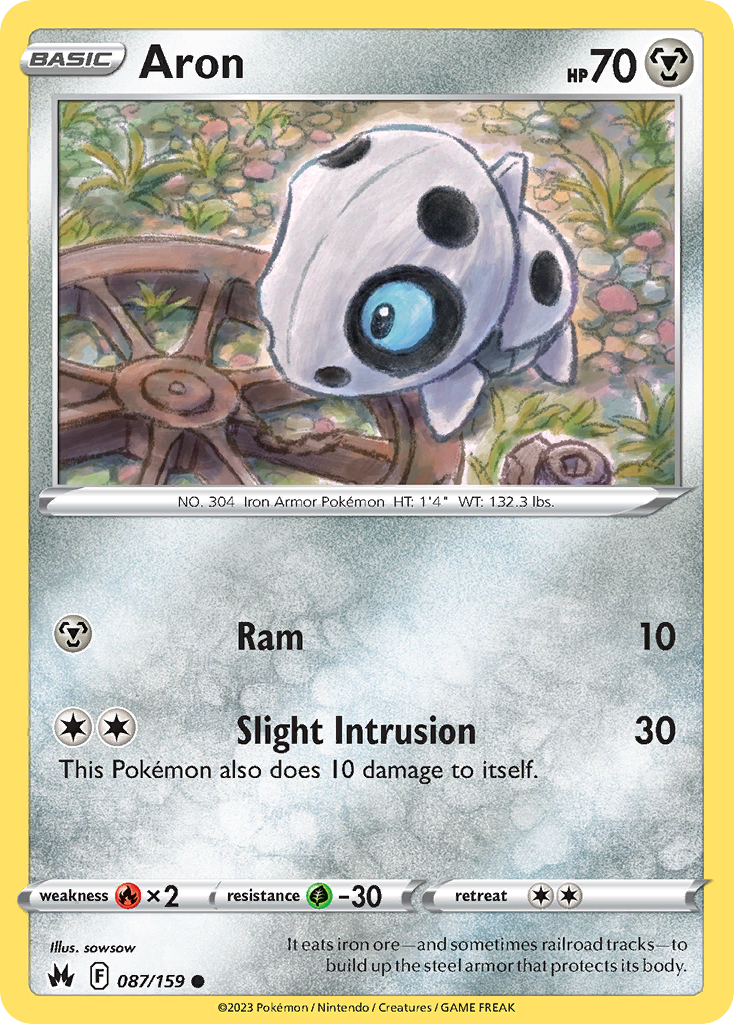 BASIC Aron HP 70
NO. 304 Iron Armor Pokémon HT: 1'4" WT: 132.3 lbs.
Ram 10
Slight Intrusion 30
This Pokémon also does 10 damage to itself.
weakness ×2 resistance -30 retreat
Illus. sowsow
It eats iron ore—and sometimes railroad tracks—to
build up the steel armor that protects its body.
F 087/159
©2023 Pokémon / Nintendo / Creatures / GAME FREAK